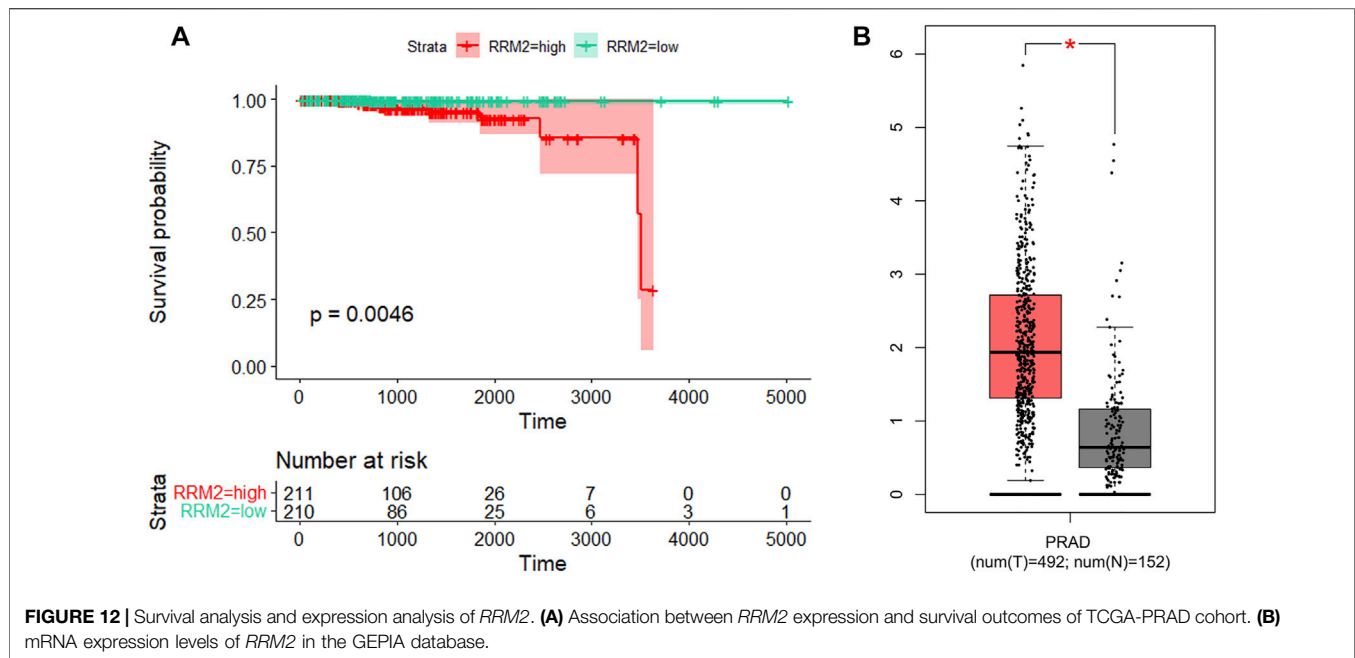 A
Strata RRM2=high RRM2=low
Survival probability
1.00
0.75
0.50
0.25
0.00
p = 0.0046
0 1000 2000 3000 4000 5000
Time
Number at risk
Strata
RRM2=high 211 106 26 7 0 0
RRM2=low 210 86 25 6 3 1
0 1000 2000 3000 4000 5000
Time
B
*
6
5
4
3
2
1
0
PRAD
(num(T)=492; num(N)=152)
FIGURE 12 | Survival analysis and expression analysis of RRM2. (A) Association between RRM2 expression and survival outcomes of TCGA-PRAD cohort. (B)
mRNA expression levels of RRM2 in the GEPIA database.